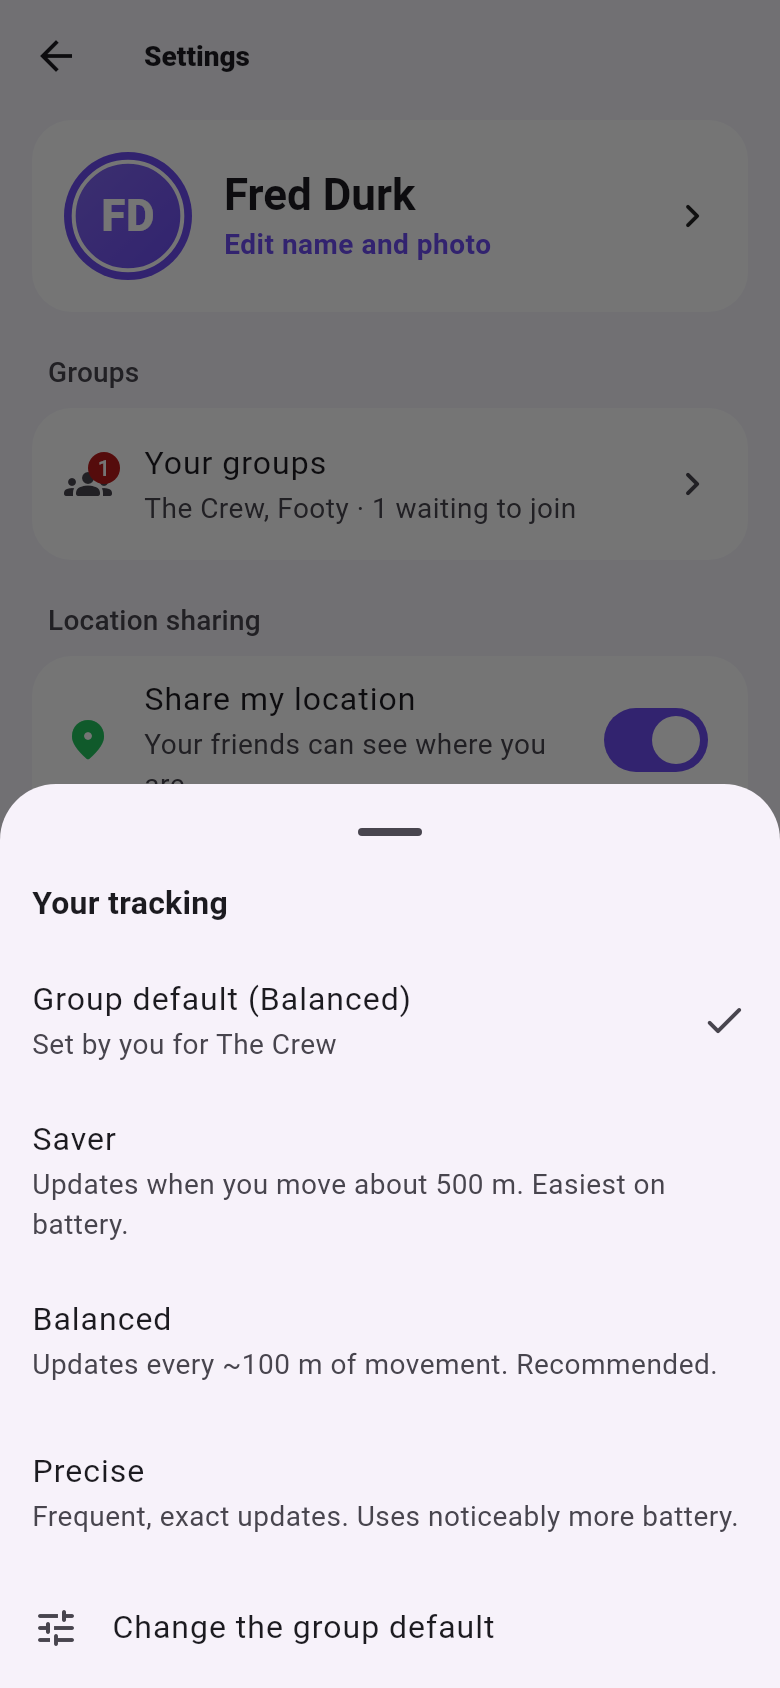 Settings
FD
Fred Durk
Edit name and photo
Groups
1
Your groups
The Crew, Footy · 1 waiting to join
Location sharing
Share my location
Your friends can see where you
are
Your tracking
Group default (Balanced)
Set by you for The Crew
Saver
Updates when you move about 500 m. Easiest on
battery.
Balanced
Updates every ~100 m of movement. Recommended.
Precise
Frequent, exact updates. Uses noticeably more battery.
Change the group default